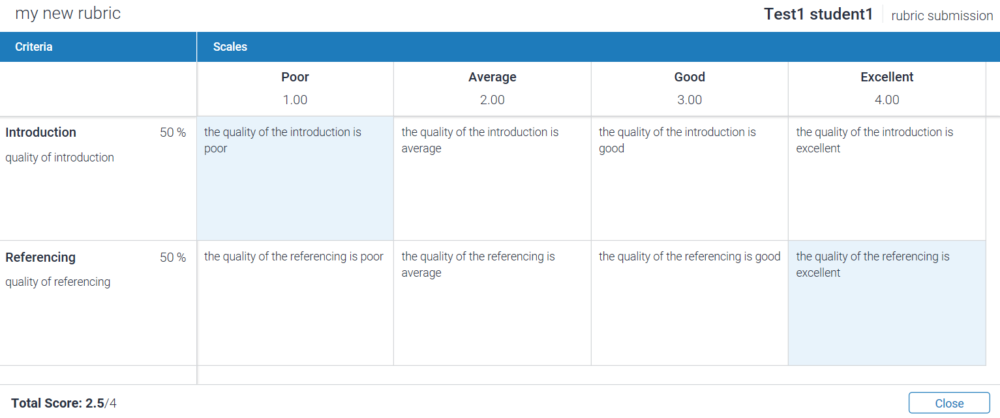 my new rubric
Test1 student1
rubric submission
Criteria
Scales
Poor
Average
Good
Excellent
1.00
2.00
3.00
4.00
Introduction
50 %
quality of introduction
the quality of the introduction is
poor
the quality of the introduction is
average
the quality of the introduction is
good
the quality of the introduction is
excellent
Referencing
50 %
quality of referencing
the quality of the referencing is poor
the quality of the referencing is
average
the quality of the referencing is good
the quality of the referencing is
excellent
Total Score: 2.5/4
Close